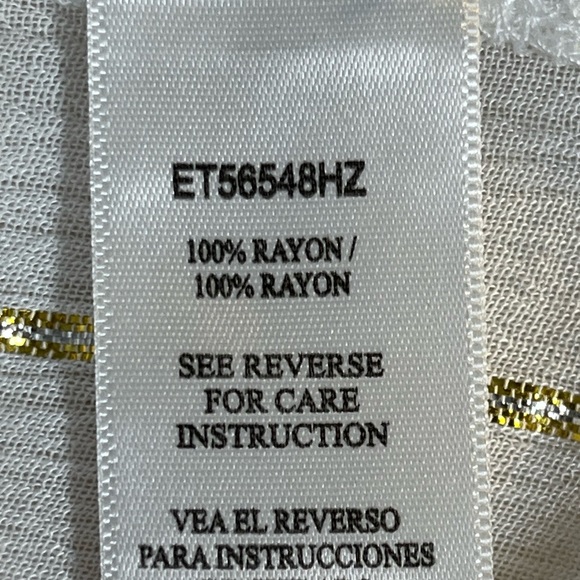 ET56548HZ
100% RAYON /
100% RAYON
SEE REVERSE
FOR CARE
INSTRUCTION
VEA EL REVERSO
PARA INSTRUCCIONES